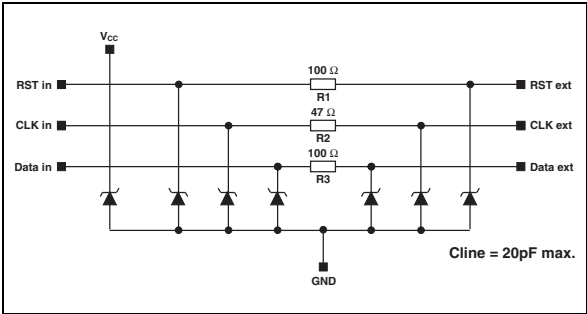 Vcc
100 Ω
RST in
RST ext
R1
47 Ω
CLK in
CLK ext
R2
100 Ω
Data in
Data ext
R3
Cline = 20pF max.
GND